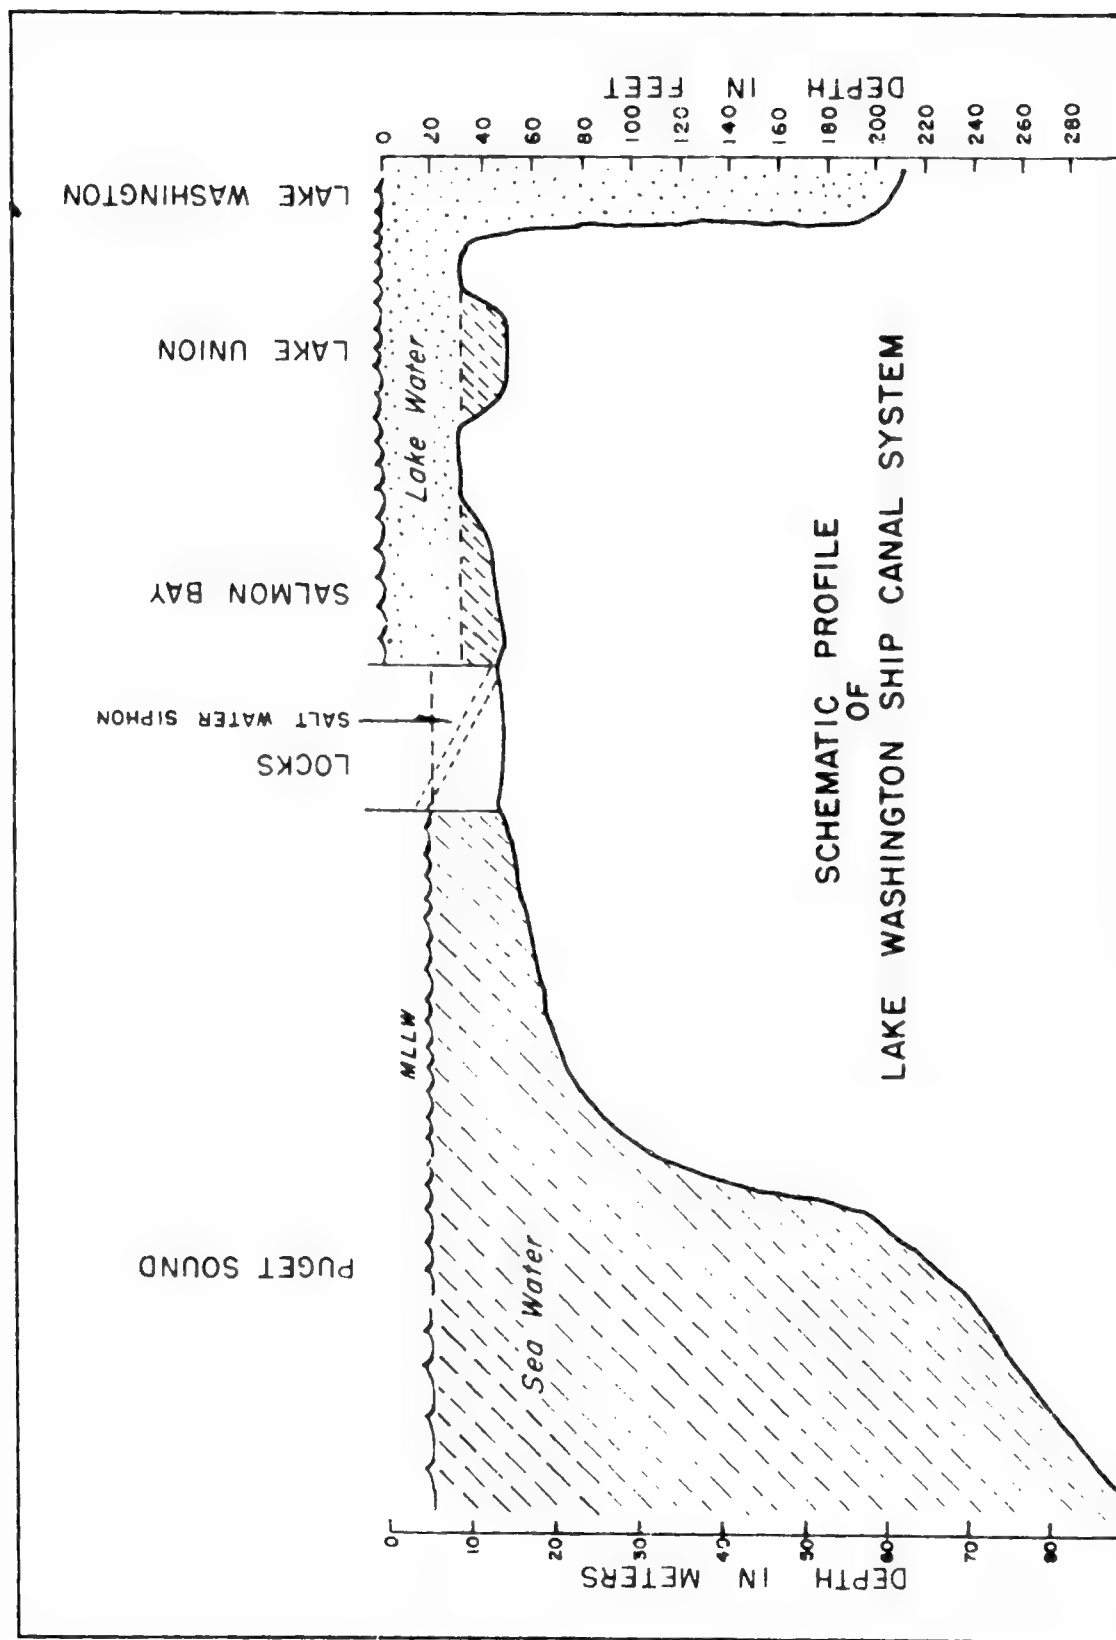 DEPTH IN FEET
0 20 40 60 80 100 120 140 160 180 200 220 240 260 280
LAKE WASHINGTON
LAKE UNION
SALMON BAY
SALT WATER SIPHON
LOCKS
PUGET SOUND
Lake Water
MLLW
Sea Water
SCHEMATIC PROFILE
OF
LAKE WASHINGTON SHIP CANAL SYSTEM
0 10 20 30 40 50 60 70 80
DEPTH IN METERS